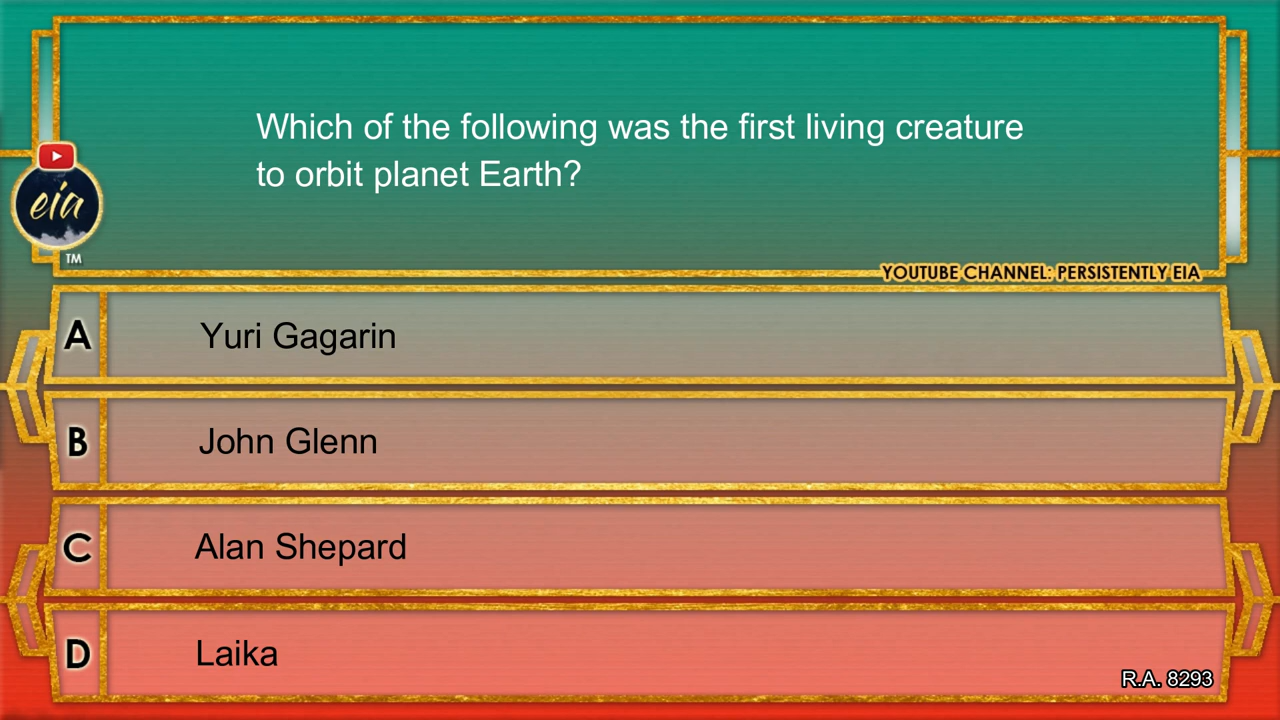 Which of the following was the first living creature
to orbit planet Earth?
eia
TM
YOUTUBE CHANNEL: PERSISTENTLY EIA
A Yuri Gagarin
B John Glenn
C Alan Shepard
D Laika
R.A. 8293